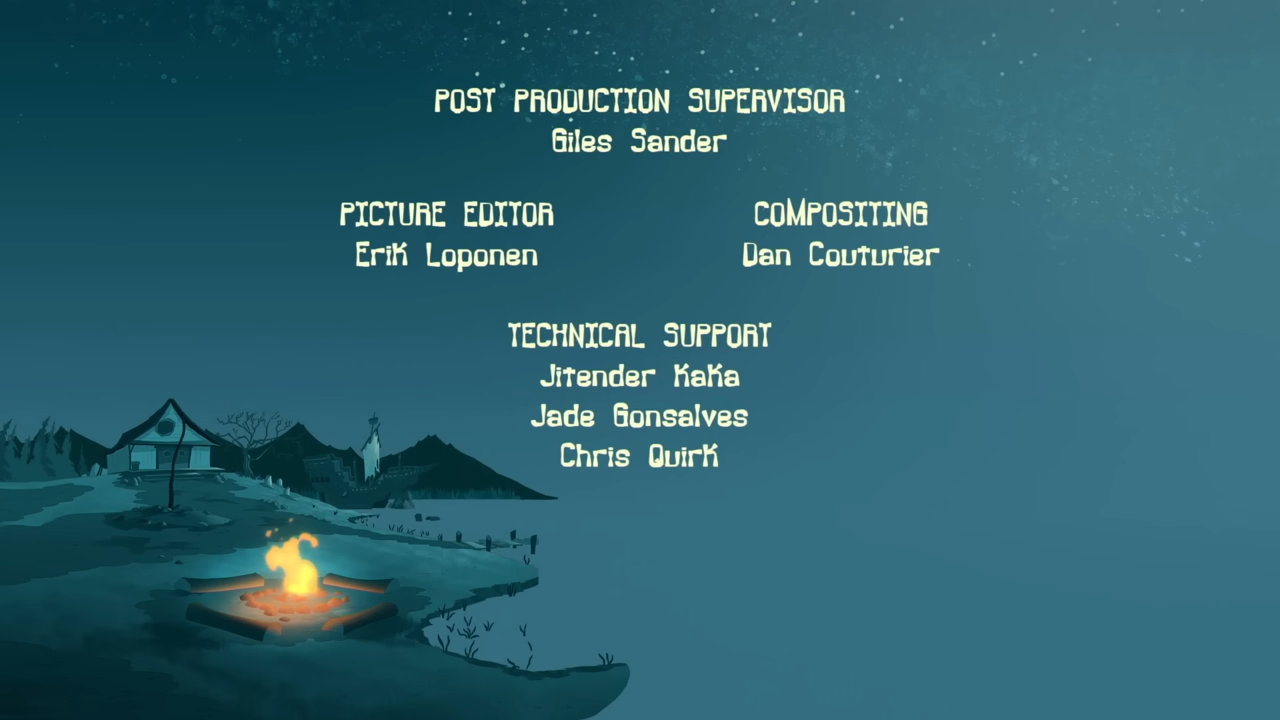 POST PRODUCTION SUPERVISOR
Giles Sander
PICTURE EDITOR
Erik Loponen
COMPOSITING
Dan Couturier
TECHNICAL SUPPORT
Jitender Kaka
Jade Gonsalves
Chris Quirk